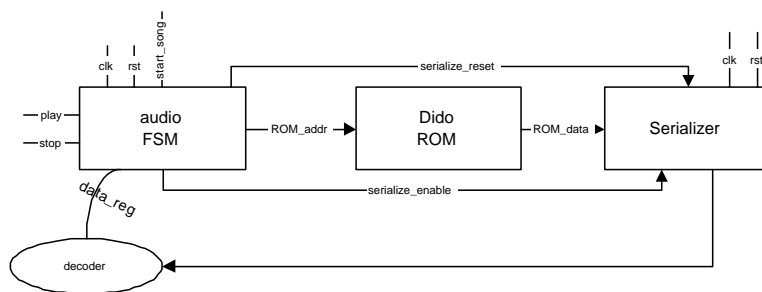 start_song
clk
rst
clk
rst
serialize_reset
play
stop
audio
FSM
ROM_addr
Dido
ROM
ROM_data
Serializer
serialize_enable
data_reg
decoder